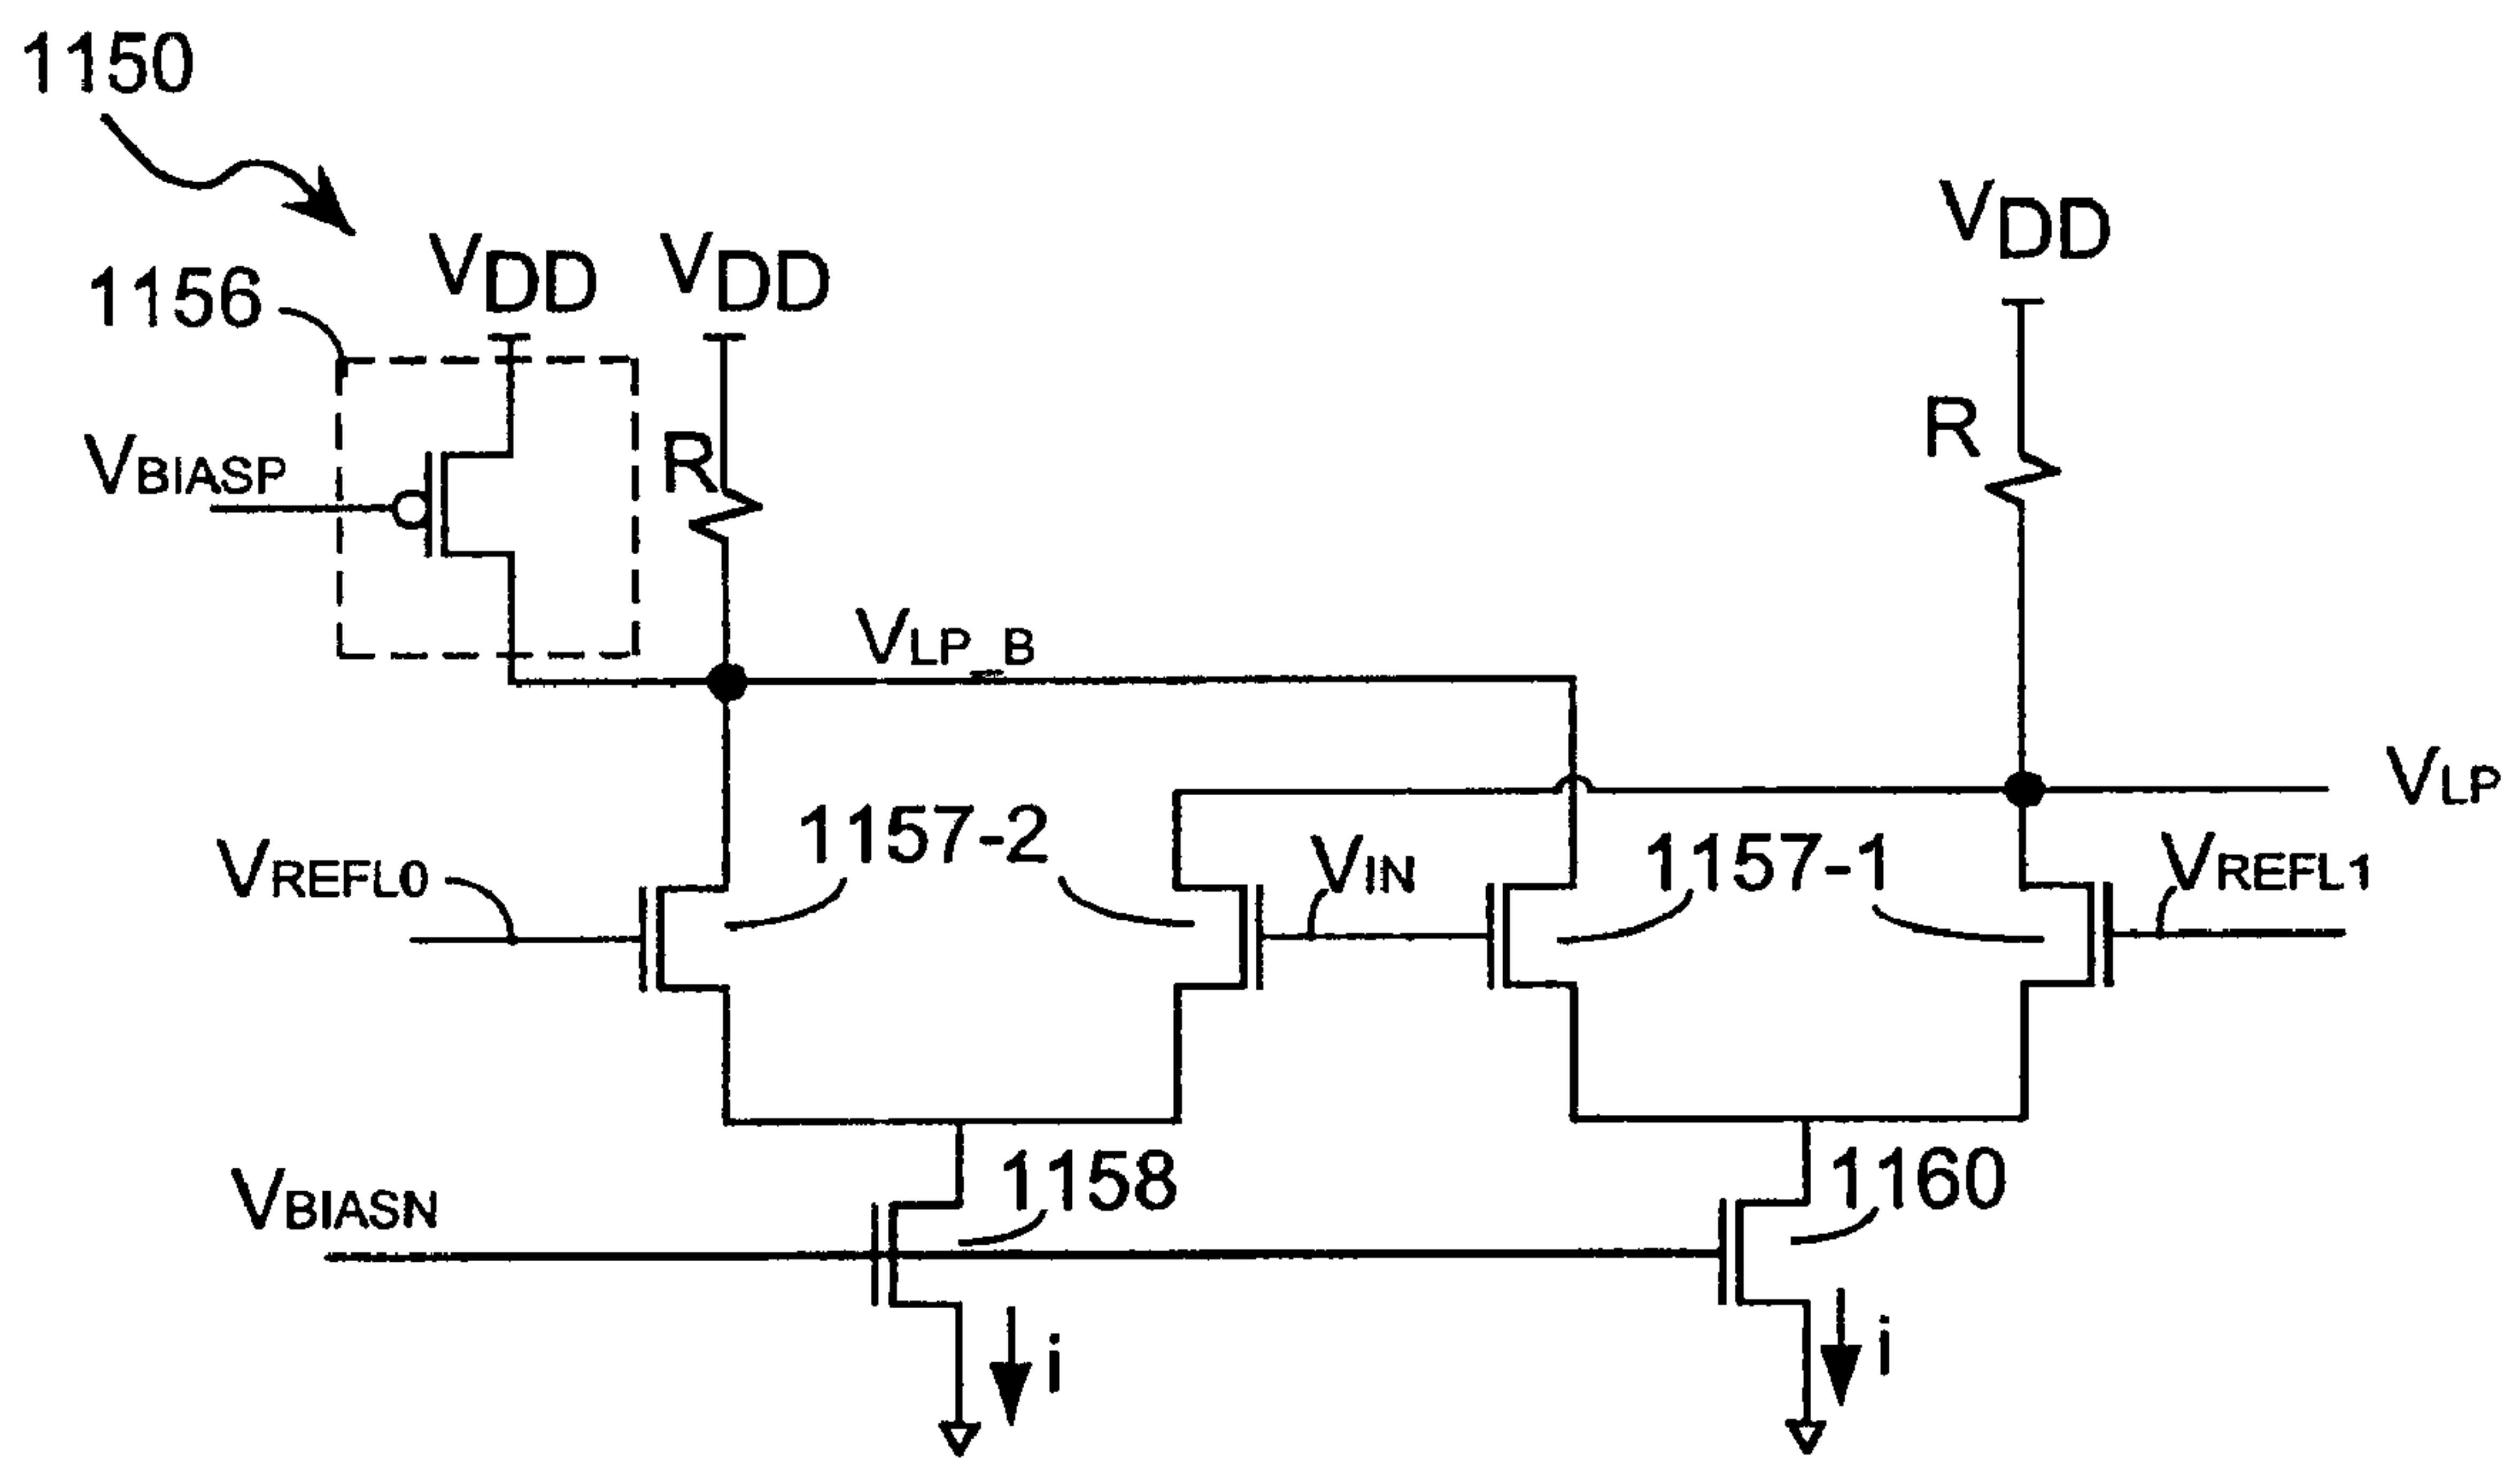 1150
VDD
VDD
VDD
1156
R
R
VBIASP
VLP_B
VLP
1157-2
VIN
1157-1
VREFL0
VREFL1
1158
1160
VBIASN
i
i